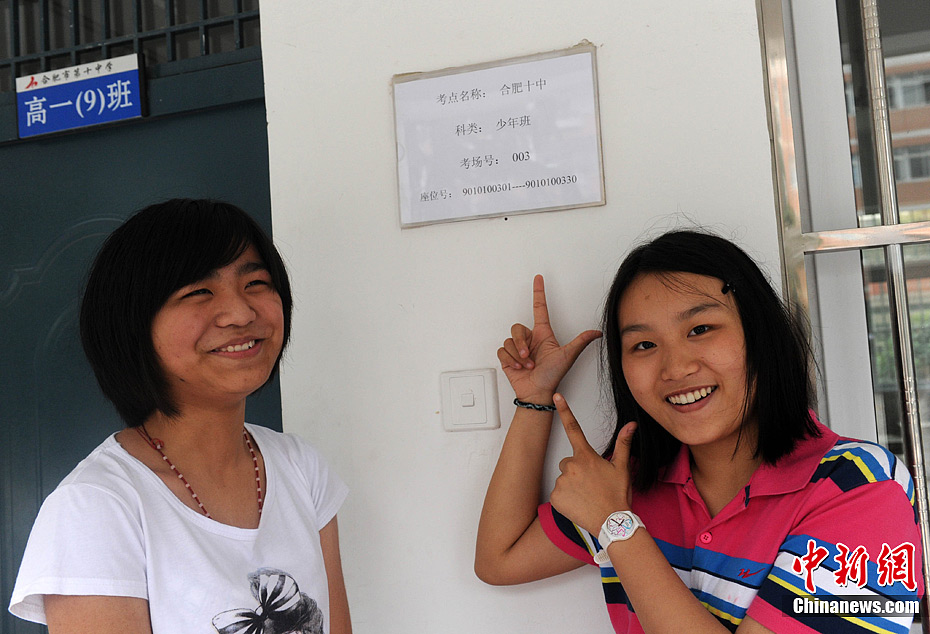 合肥市第十中学
高一(9)班
考点名称： 合肥十中
科类： 少年班
考场号： 003
座位号： 9010100301----9010100330
中新网
Chinanews.com